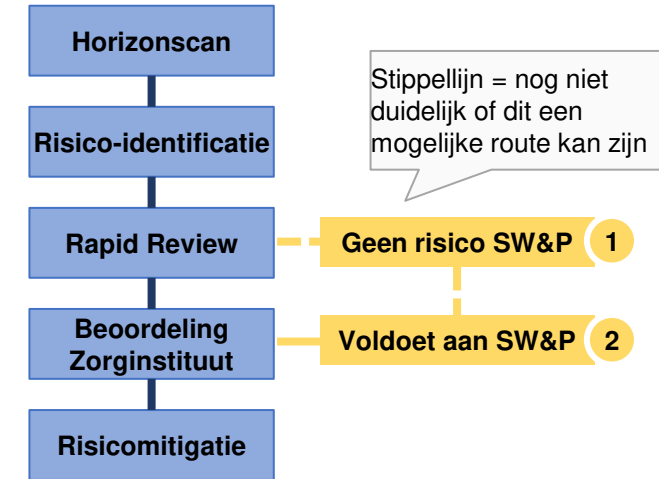 Horizonscan
Stippellijn = nog niet
duidelijk of dit een
mogelijke route kan zijn
Risico-identificatie
Rapid Review
Geen risico SW&P
1
Beoordeling
Zorginstituut
Voldoet aan SW&P
2
Risicomitigatie